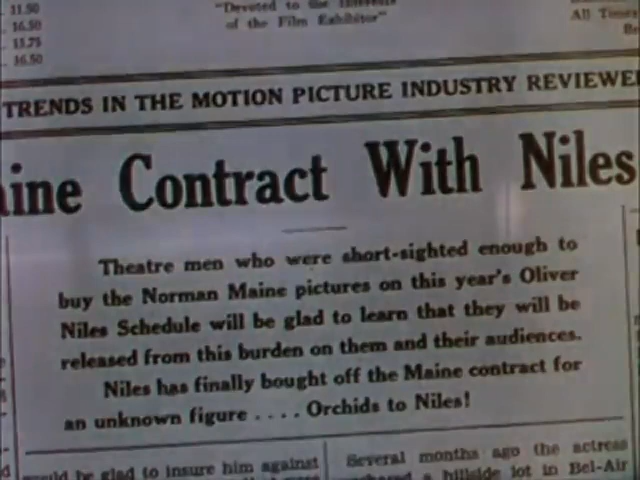 11.50
16.50
15.75
16.50
"Devoted to the Interests
of the Film Exhibitor"
All
TRENDS IN THE MOTION PICTURE INDUSTRY REVIEWE
aine Contract With Niles
Theatre men who were short-sighted enough to
buy the Norman Maine pictures on this year's Oliver
Niles Schedule will be glad to learn that they will be
released from this burden on them and their audiences.
Niles has finally bought off the Maine contract for
an unknown figure . . . . Orchids to Niles!
be glad to insure him against
Several months ago the actress
a hillside lot in Bel-Air